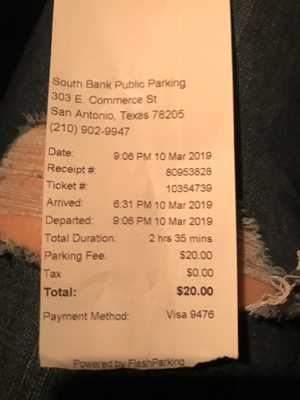 South Bank Public Parking
303 E. Commerce St
San Antonio, Texas 78205
(210) 902-9947
Date: 9:06 PM 10 Mar 2019
Receipt #: 80953828
Ticket #: 10354739
Arrived: 6:31 PM 10 Mar 2019
Departed: 9:06 PM 10 Mar 2019
Total Duration: 2 hrs 35 mins
Parking Fee: $20.00
Tax $0.00
Total: $20.00
Payment Method: Visa 9476
Powered by FlashParking